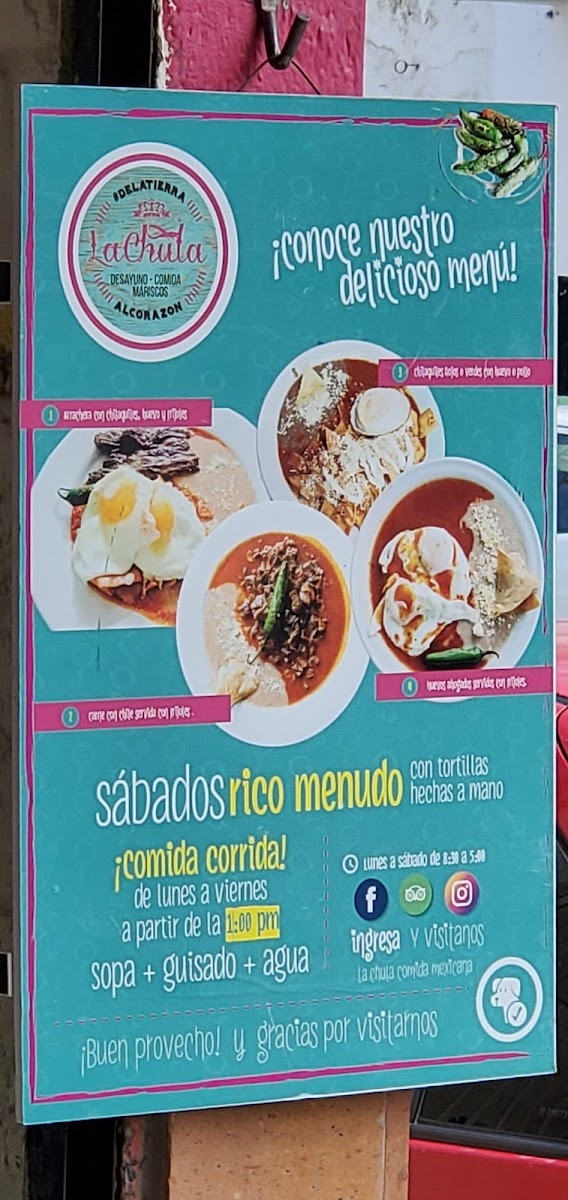 #DELATIERRA
LaChula
DESAYUNO - COMIDA
MARISCOS
ALCORAZON
¡conoce nuestro
delicioso menú!
3 chilaquiles rojos o verdes con huevo o pollo
1 arrachera con chilaquiles, huevo y frijoles
4 Huevos ahogados servidos con frijoles.
2 carne con chile servida con frijoles .
sábados rico menudo con tortillas
hechas a mano
¡comida corrida!
de lunes a viernes
a partir de la 1:00 pm
sopa + guisado + agua
Lunes a sábado de 8:30 a 5:00
ingresa y visitanos
La chula comida mexicana
¡Buen provecho! y gracias por visitarnos